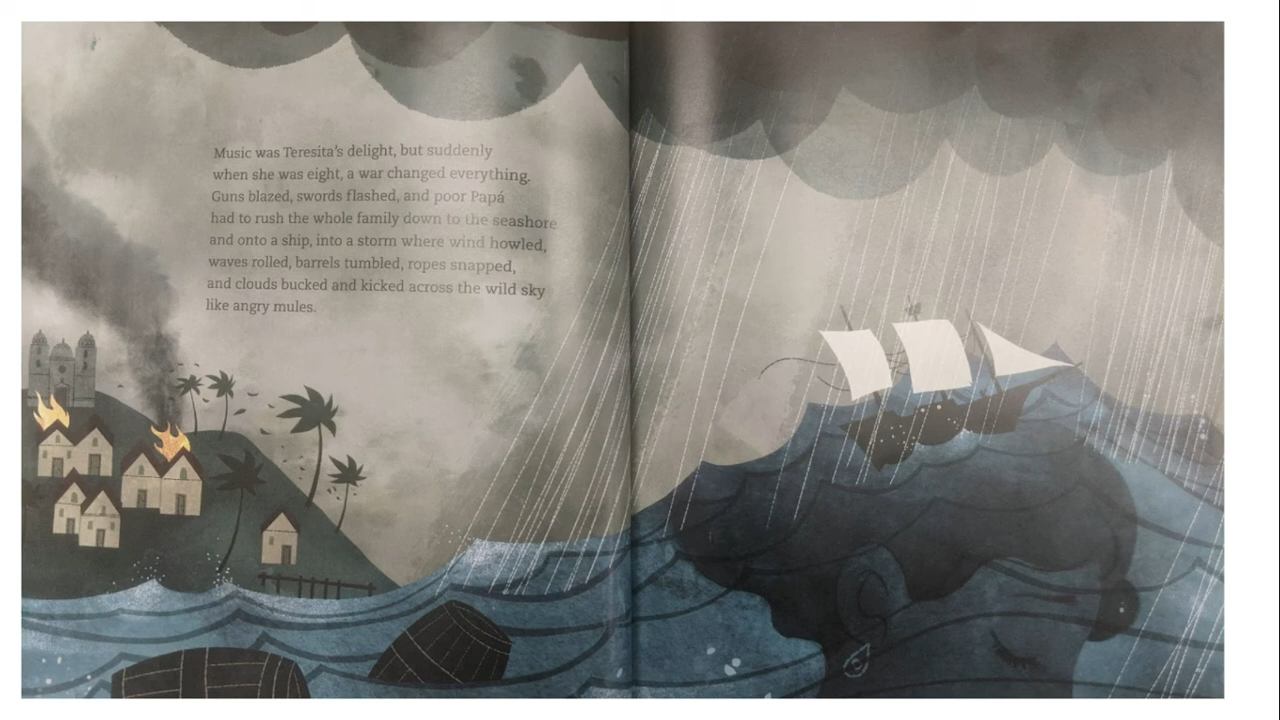 Music was Teresita's delight, but suddenly
when she was eight, a war changed everything.
Guns blazed, swords flashed, and poor Papá
had to rush the whole family down to the seashore
and onto a ship, into a storm where wind howled,
waves rolled, barrels tumbled, ropes snapped,
and clouds bucked and kicked across the wild sky
like angry mules.